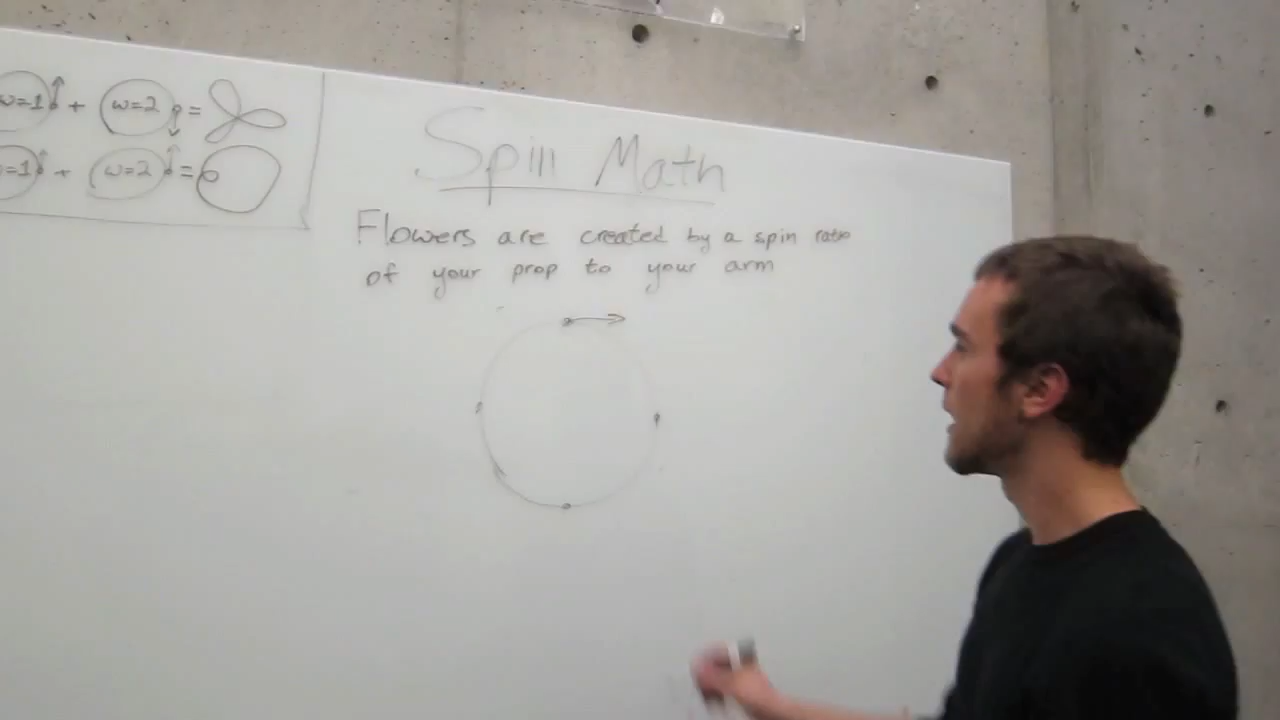 w=1 + w=2 =
=1 + w=2 =
Spin Math
Flowers are created by a spin ratio
of your prop to your arm